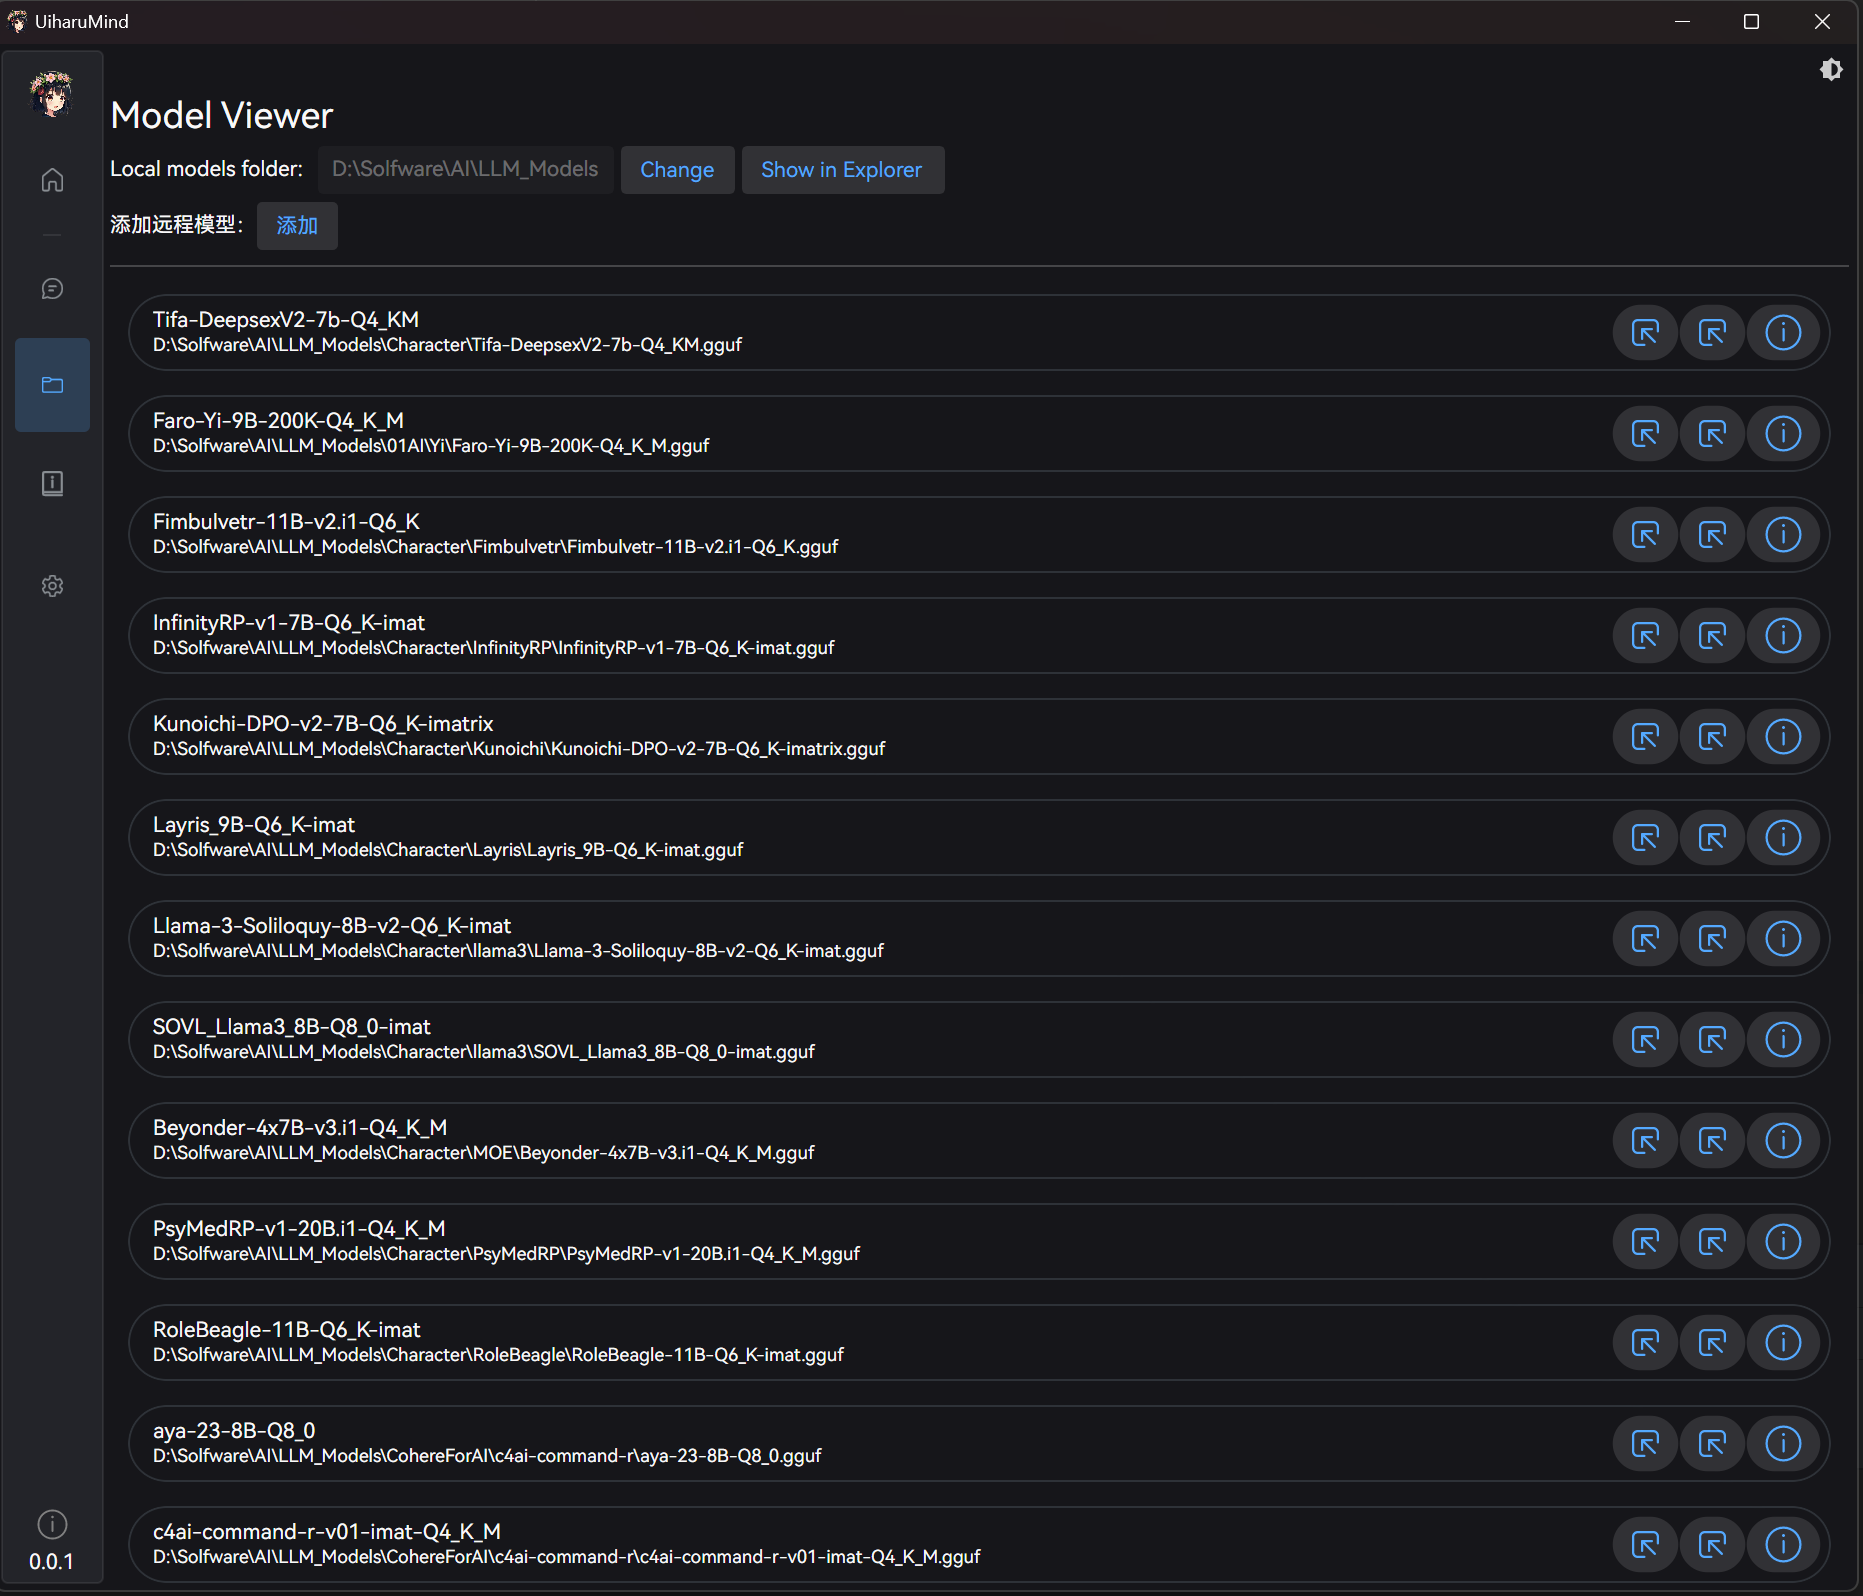 UiharuMind
Model Viewer
Local models folder: D:\Solfware\AI\LLM_Models Change Show in Explorer
添加远程模型： 添加
Tifa-DeepsexV2-7b-Q4_KM
D:\Solfware\AI\LLM_Models\Character\Tifa-DeepsexV2-7b-Q4_KM.gguf
Faro-Yi-9B-200K-Q4_K_M
D:\Solfware\AI\LLM_Models\01AI\Yi\Faro-Yi-9B-200K-Q4_K_M.gguf
Fimbulvetr-11B-v2.i1-Q6_K
D:\Solfware\AI\LLM_Models\Character\Fimbulvetr\Fimbulvetr-11B-v2.i1-Q6_K.gguf
InfinityRP-v1-7B-Q6_K-imat
D:\Solfware\AI\LLM_Models\Character\InfinityRP\InfinityRP-v1-7B-Q6_K-imat.gguf
Kunoichi-DPO-v2-7B-Q6_K-imatrix
D:\Solfware\AI\LLM_Models\Character\Kunoichi\Kunoichi-DPO-v2-7B-Q6_K-imatrix.gguf
Layris_9B-Q6_K-imat
D:\Solfware\AI\LLM_Models\Character\Layris\Layris_9B-Q6_K-imat.gguf
Llama-3-Soliloquy-8B-v2-Q6_K-imat
D:\Solfware\AI\LLM_Models\Character\llama3\Llama-3-Soliloquy-8B-v2-Q6_K-imat.gguf
SOVL_Llama3_8B-Q8_0-imat
D:\Solfware\AI\LLM_Models\Character\llama3\SOVL_Llama3_8B-Q8_0-imat.gguf
Beyonder-4x7B-v3.i1-Q4_K_M
D:\Solfware\AI\LLM_Models\Character\MOE\Beyonder-4x7B-v3.i1-Q4_K_M.gguf
PsyMedRP-v1-20B.i1-Q4_K_M
D:\Solfware\AI\LLM_Models\Character\PsyMedRP\PsyMedRP-v1-20B.i1-Q4_K_M.gguf
RoleBeagle-11B-Q6_K-imat
D:\Solfware\AI\LLM_Models\Character\RoleBeagle\RoleBeagle-11B-Q6_K-imat.gguf
aya-23-8B-Q8_0
D:\Solfware\AI\LLM_Models\CohereForAI\c4ai-command-r\aya-23-8B-Q8_0.gguf
c4ai-command-r-v01-imat-Q4_K_M
D:\Solfware\AI\LLM_Models\CohereForAI\c4ai-command-r\c4ai-command-r-v01-imat-Q4_K_M.gguf
0.0.1